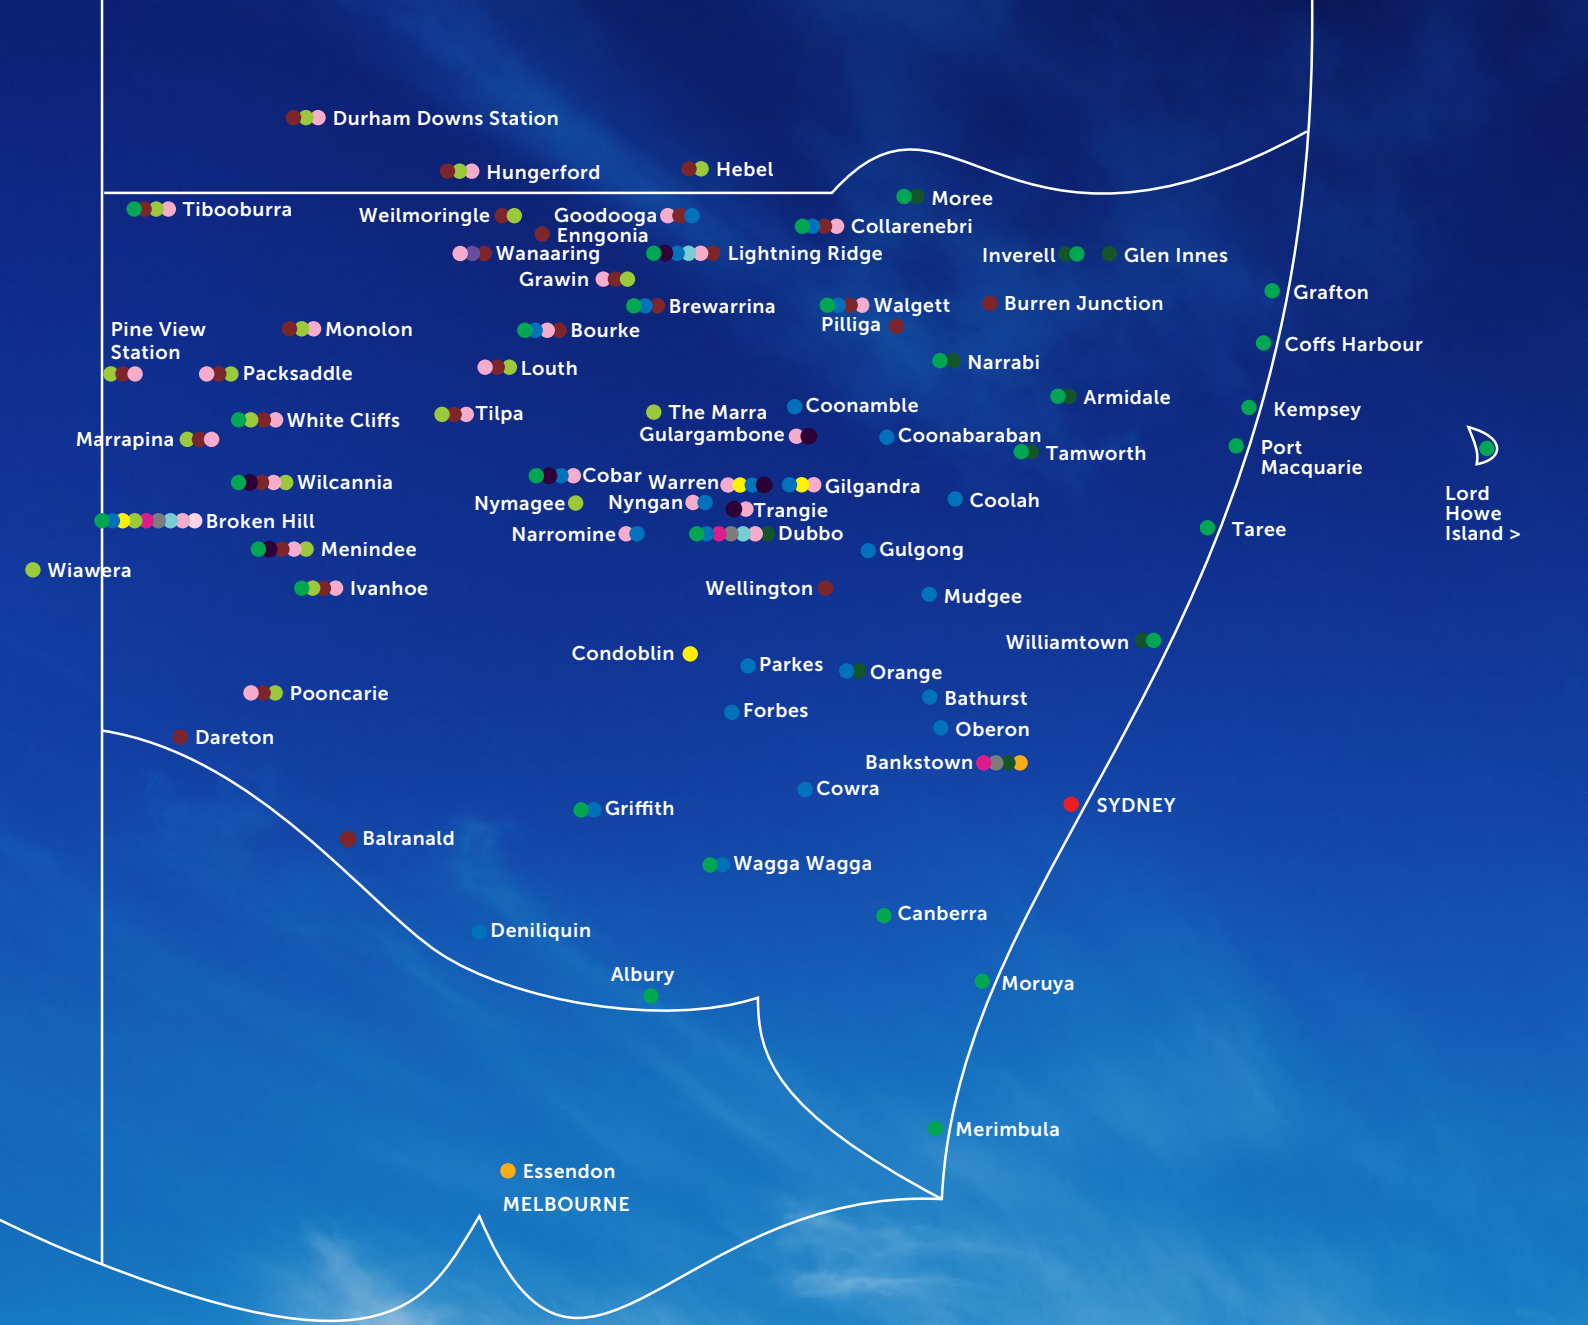 Durham Downs Station
Hungerford
Hebel
Tibooburra
Weilmoringle
Goodooga
Moree
Enngonia
Collarenebri
Wanaaring
Lightning Ridge
Inverell
Glen Innes
Grawin
Grafton
Brewarrina
Walgett
Burren Junction
Pine View
Station
Monolon
Bourke
Pilliga
Coffs Harbour
Packsaddle
Louth
Narrabi
Armidale
White Cliffs
Tilpa
The Marra
Coonamble
Kempsey
Marrapina
Gulargambone
Coonabaraban
Tamworth
Port
Macquarie
Wilcannia
Cobar
Warren
Gilgandra
Nymagee
Nyngan
Trangie
Coolah
Lord
Howe
Island >
Broken Hill
Narromine
Dubbo
Taree
Menindee
Gulgong
Wiawera
Ivanhoe
Wellington
Mudgee
Williamtown
Condoblin
Parkes
Orange
Pooncarie
Bathurst
Forbes
Oberon
Dareton
Bankstown
Cowra
SYDNEY
Griffith
Balranald
Wagga Wagga
Canberra
Deniliquin
Albury
Moruya
Merimbula
Essendon
MELBOURNE